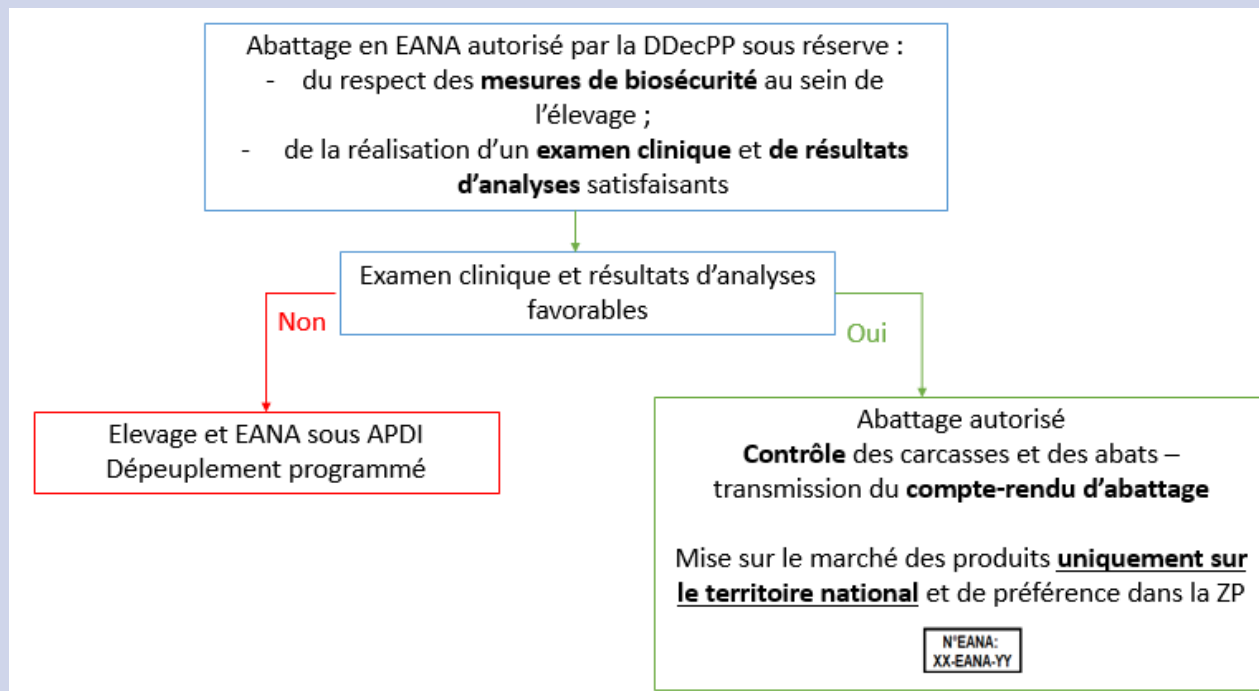 Abattage en EANA autorisé par la DDecPP sous réserve :
- du respect des mesures de biosécurité au sein de
l'élevage ;
- de la réalisation d'un examen clinique et de résultats
d'analyses satisfaisants
Examen clinique et résultats d'analyses
favorables
Non
Oui
Elevage et EANA sous APDI
Dépeuplement programmé
Abattage autorisé
Contrôle des carcasses et des abats –
transmission du compte-rendu d'abattage
Mise sur le marché des produits uniquement sur
le territoire national et de préférence dans la ZP
N°EANA:
XX-EANA-YY